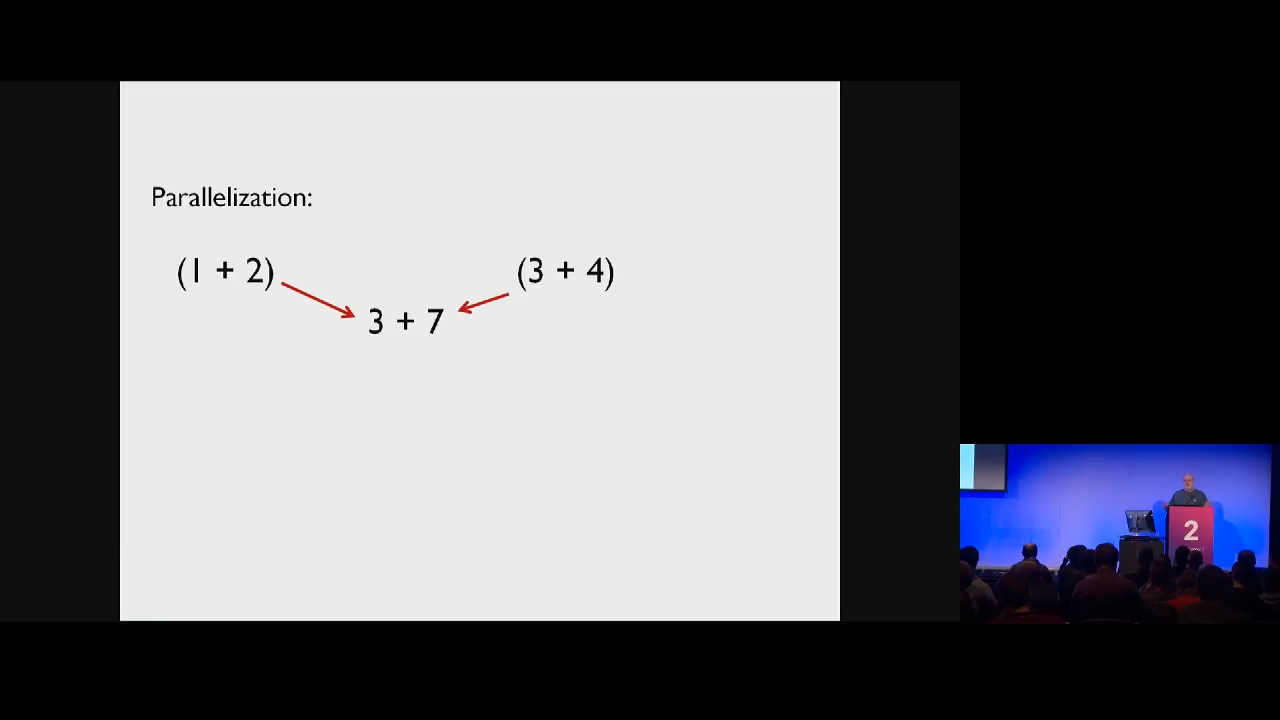 Parallelization:
(1 + 2) (3 + 4)
3 + 7
2